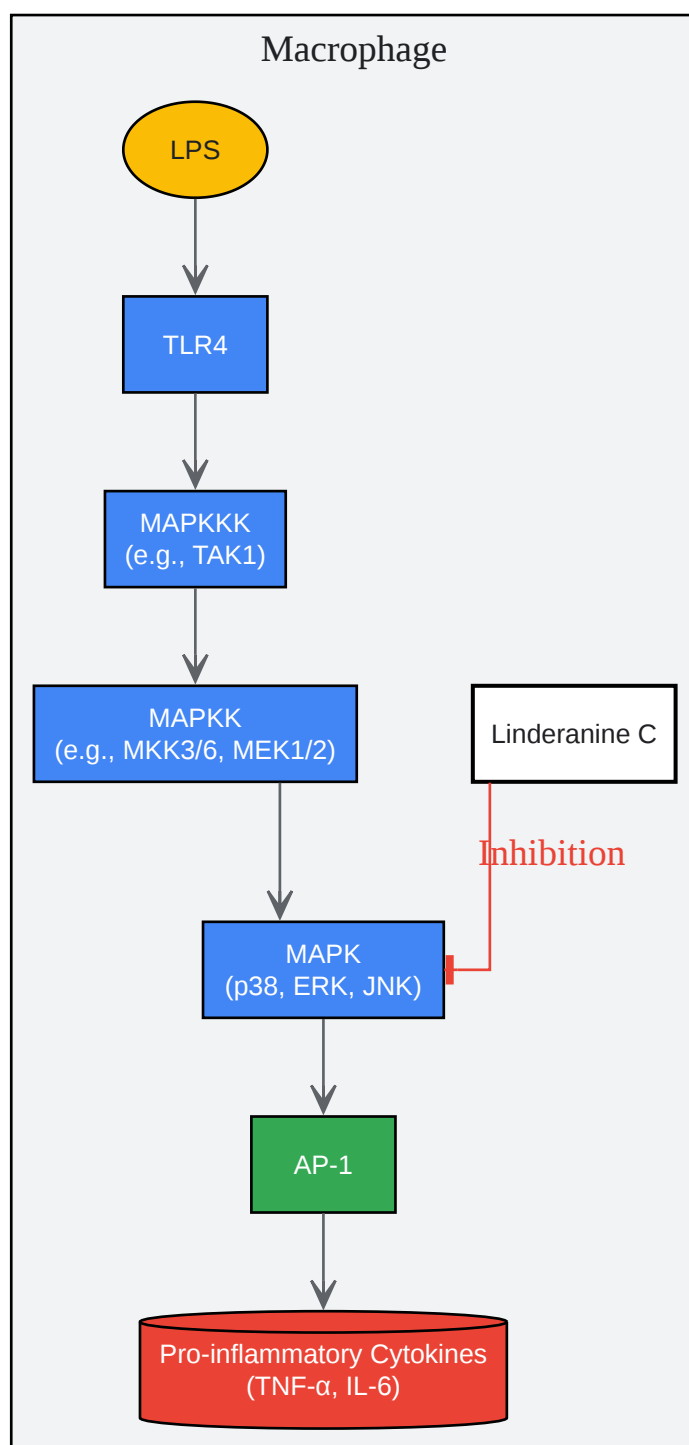 Macrophage
LPS
TLR4
MAPKKK
(e.g., TAK1)
MAPKK
(e.g., MKK3/6, MEK1/2)
Linderanine C
Inhibition
MAPK
(p38, ERK, JNK)
AP-1
Pro-inflammatory Cytokines
(TNF-α, IL-6)